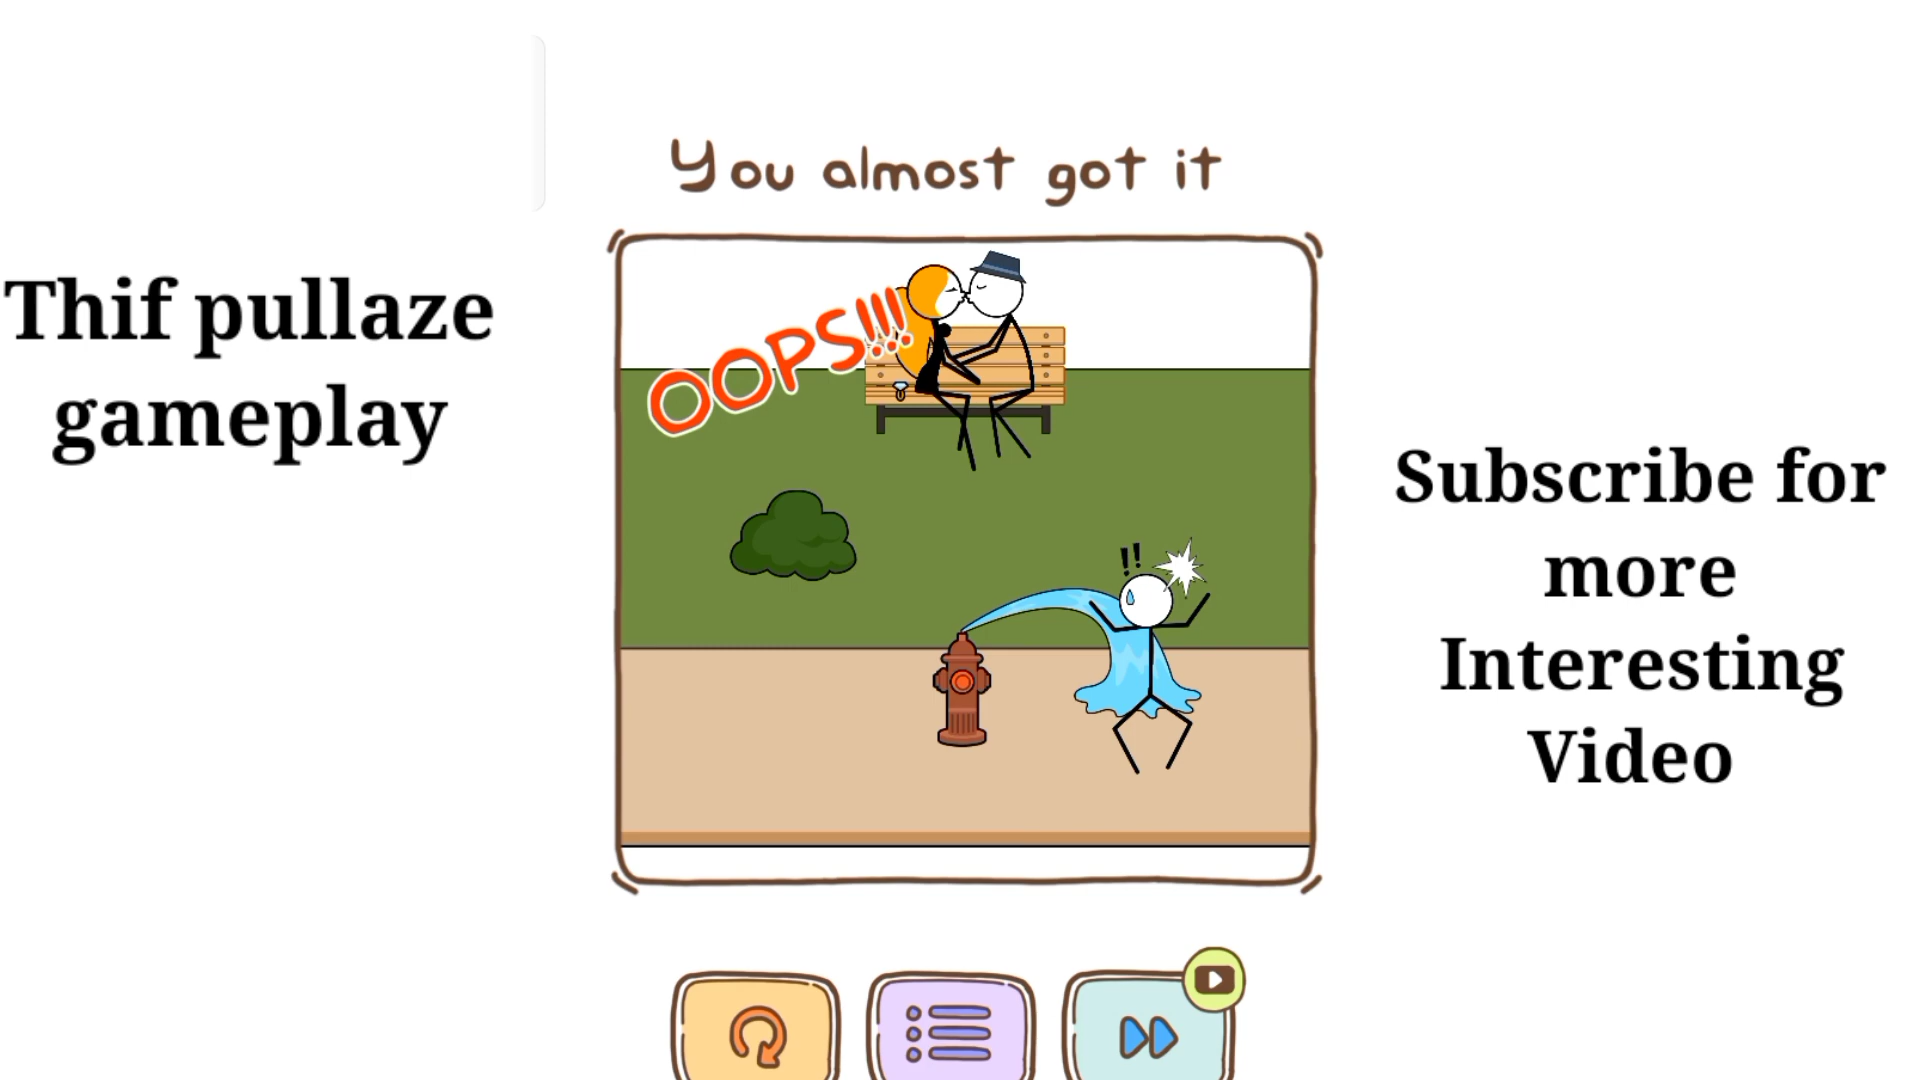 You almost got it
Thif pullaze
gameplay
OOPS!!!
!!
Subscribe for
more
Interesting
Video